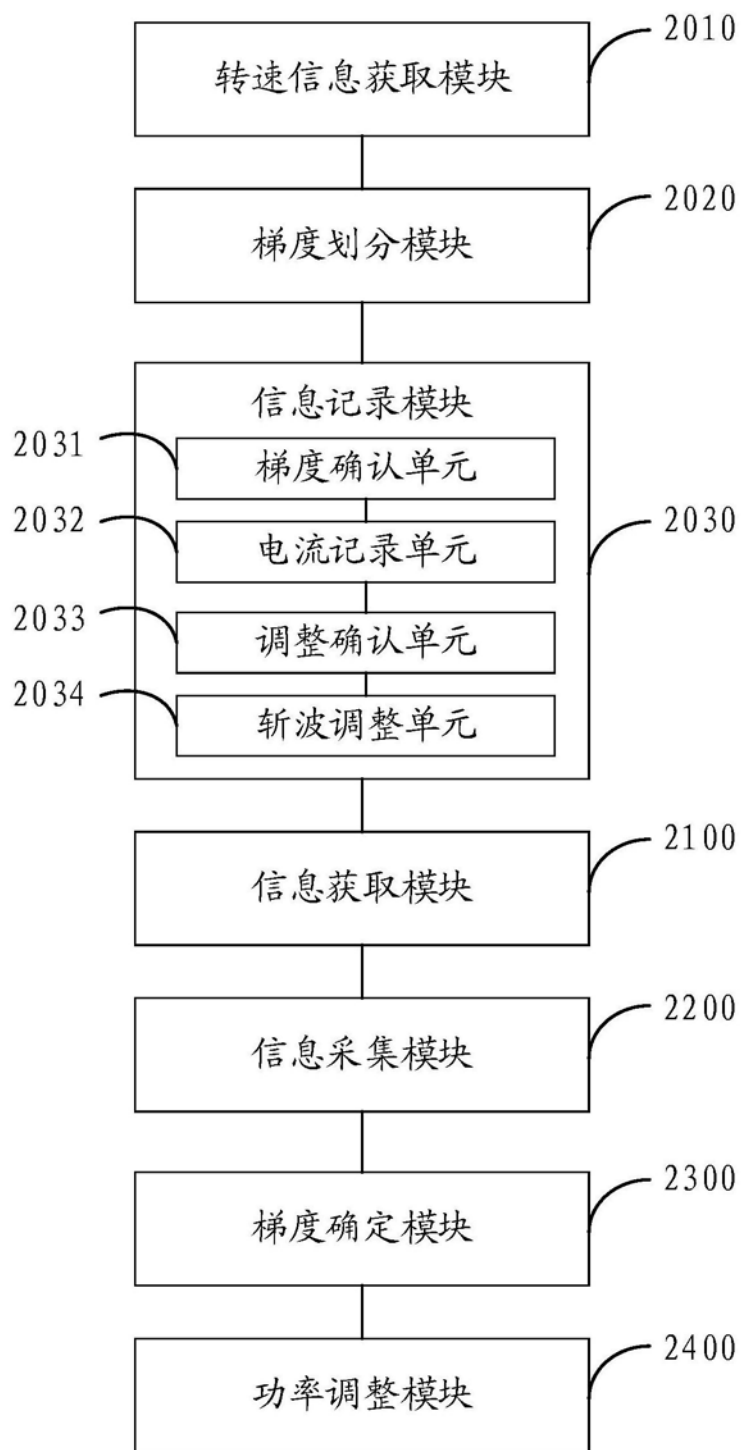 2010
转速信息获取模块
2020
梯度划分模块
信息记录模块
2031
梯度确认单元
2032
电流记录单元
2030
2033
调整确认单元
2034
斩波调整单元
2100
信息获取模块
2200
信息采集模块
2300
梯度确定模块
2400
功率调整模块